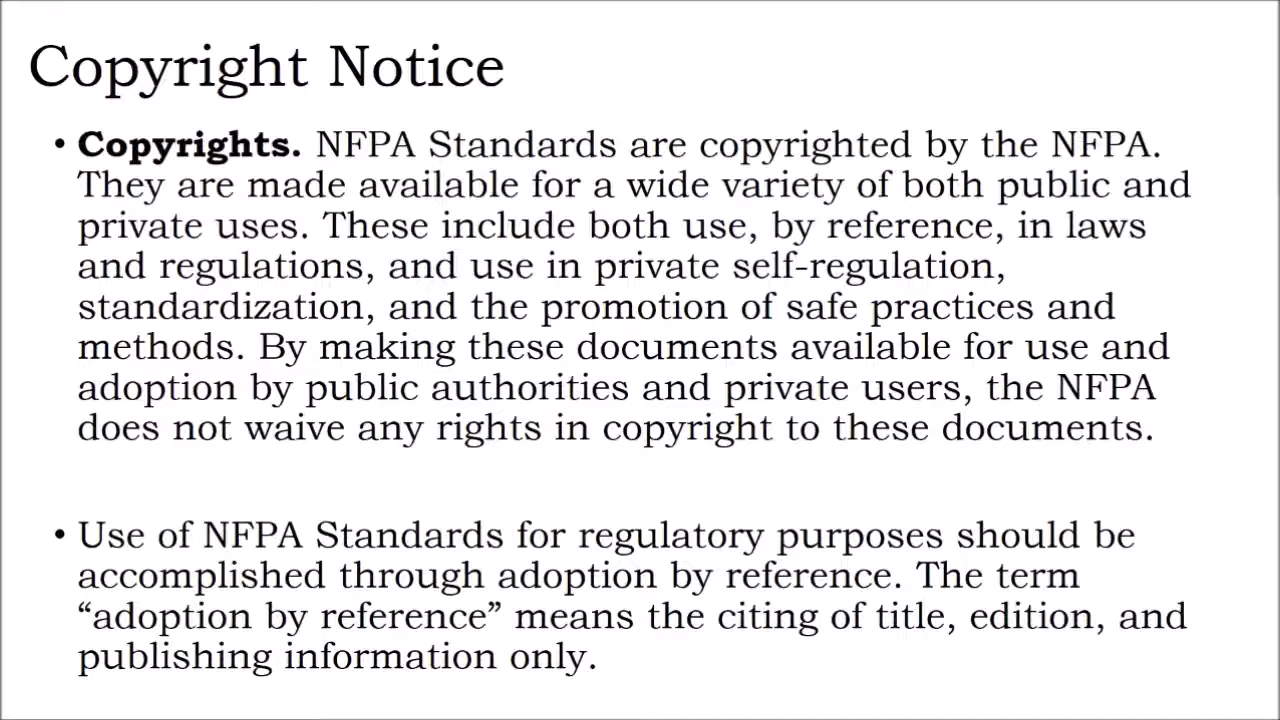 Copyright Notice
• Copyrights. NFPA Standards are copyrighted by the NFPA.
They are made available for a wide variety of both public and
private uses. These include both use, by reference, in laws
and regulations, and use in private self-regulation,
standardization, and the promotion of safe practices and
methods. By making these documents available for use and
adoption by public authorities and private users, the NFPA
does not waive any rights in copyright to these documents.
• Use of NFPA Standards for regulatory purposes should be
accomplished through adoption by reference. The term
“adoption by reference” means the citing of title, edition, and
publishing information only.